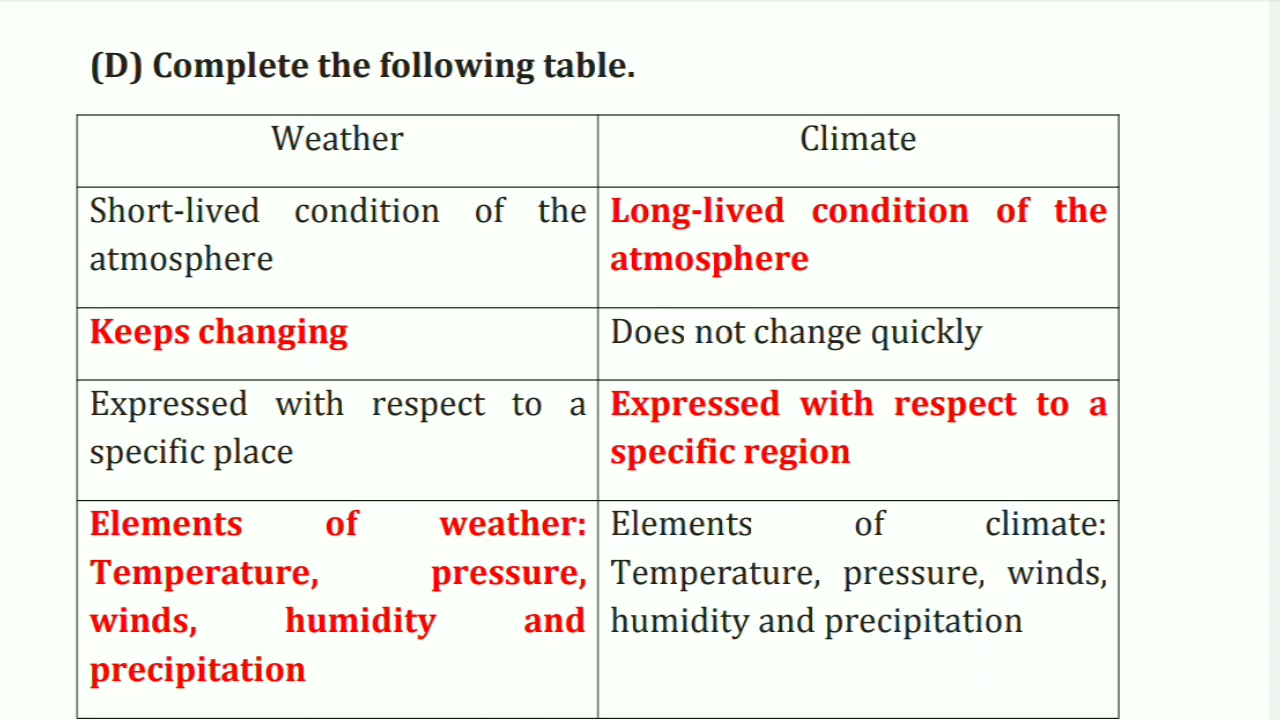 (D) Complete the following table.
Weather
Climate
Short-lived condition of the
atmosphere
Long-lived condition of the
atmosphere
Keeps changing
Does not change quickly
Expressed with respect to a
specific place
Expressed with respect to a
specific region
Elements of weather:
Temperature, pressure,
winds, humidity and
precipitation
Elements of climate:
Temperature, pressure, winds,
humidity and precipitation